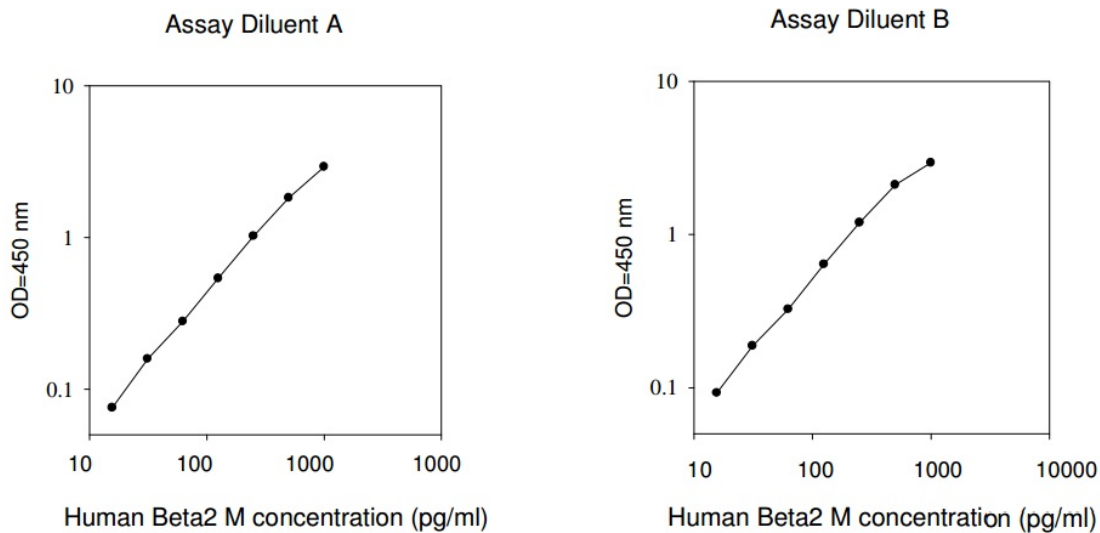 Assay Diluent A
10
1
0.1
OD=450 nm
10 100 1000 1000
Human Beta2 M concentration (pg/ml)
Assay Diluent B
10
1
0.1
OD=450 nm
10 100 1000 10000
Human Beta2 M concentration (pg/ml)